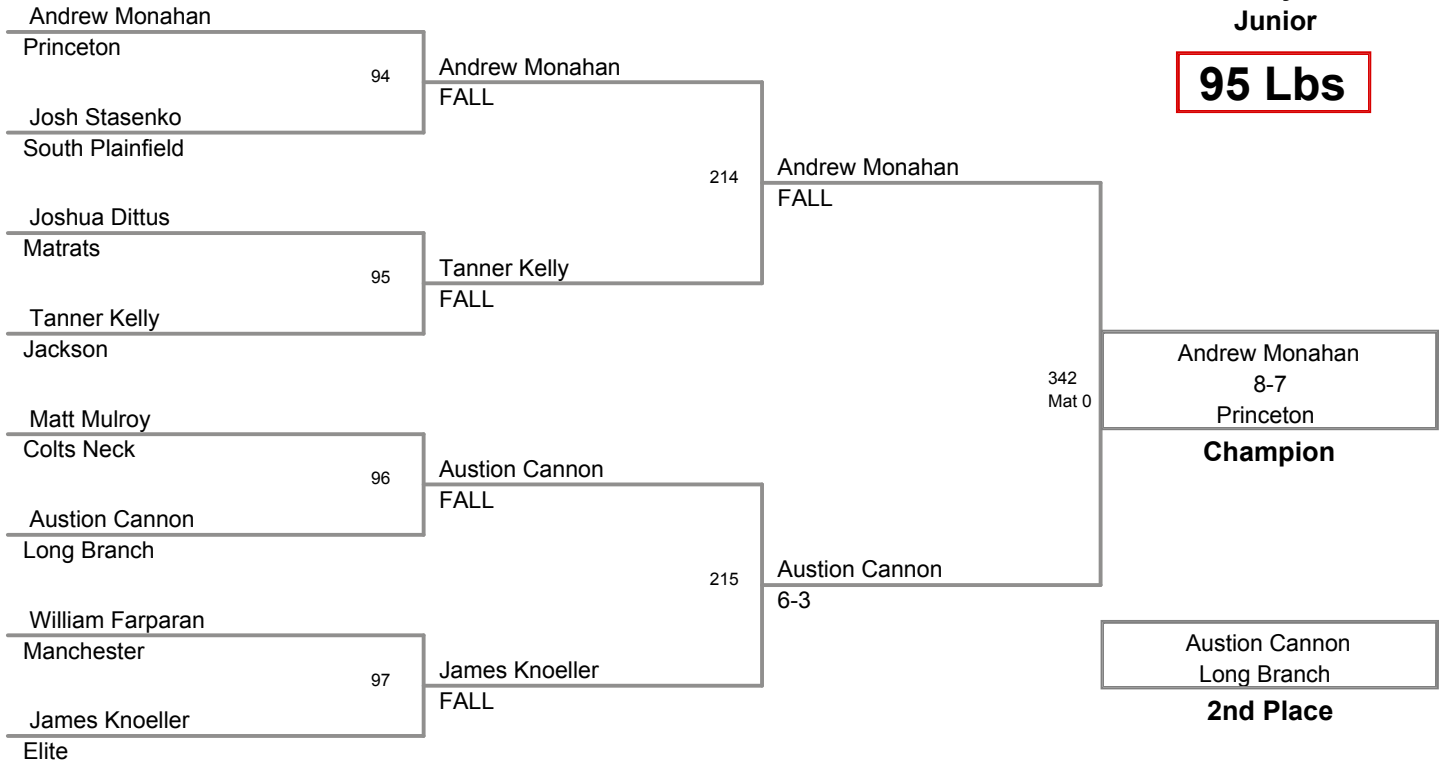 Junior
95 Lbs
Andrew Monahan
Princeton
94
Josh Stasenko
South Plainfield
Joshua Dittus
Matrats
95
Tanner Kelly
Jackson
Matt Mulroy
Colts Neck
96
Austion Cannon
Long Branch
William Farparan
Manchester
97
James Knoeller
Elite
Andrew Monahan
FALL
214
Tanner Kelly
FALL
Austion Cannon
FALL
215
James Knoeller
FALL
Andrew Monahan
FALL
342
Mat 0
Austion Cannon
6-3
Andrew Monahan
8-7
Princeton
Champion
Austion Cannon
Long Branch
2nd Place